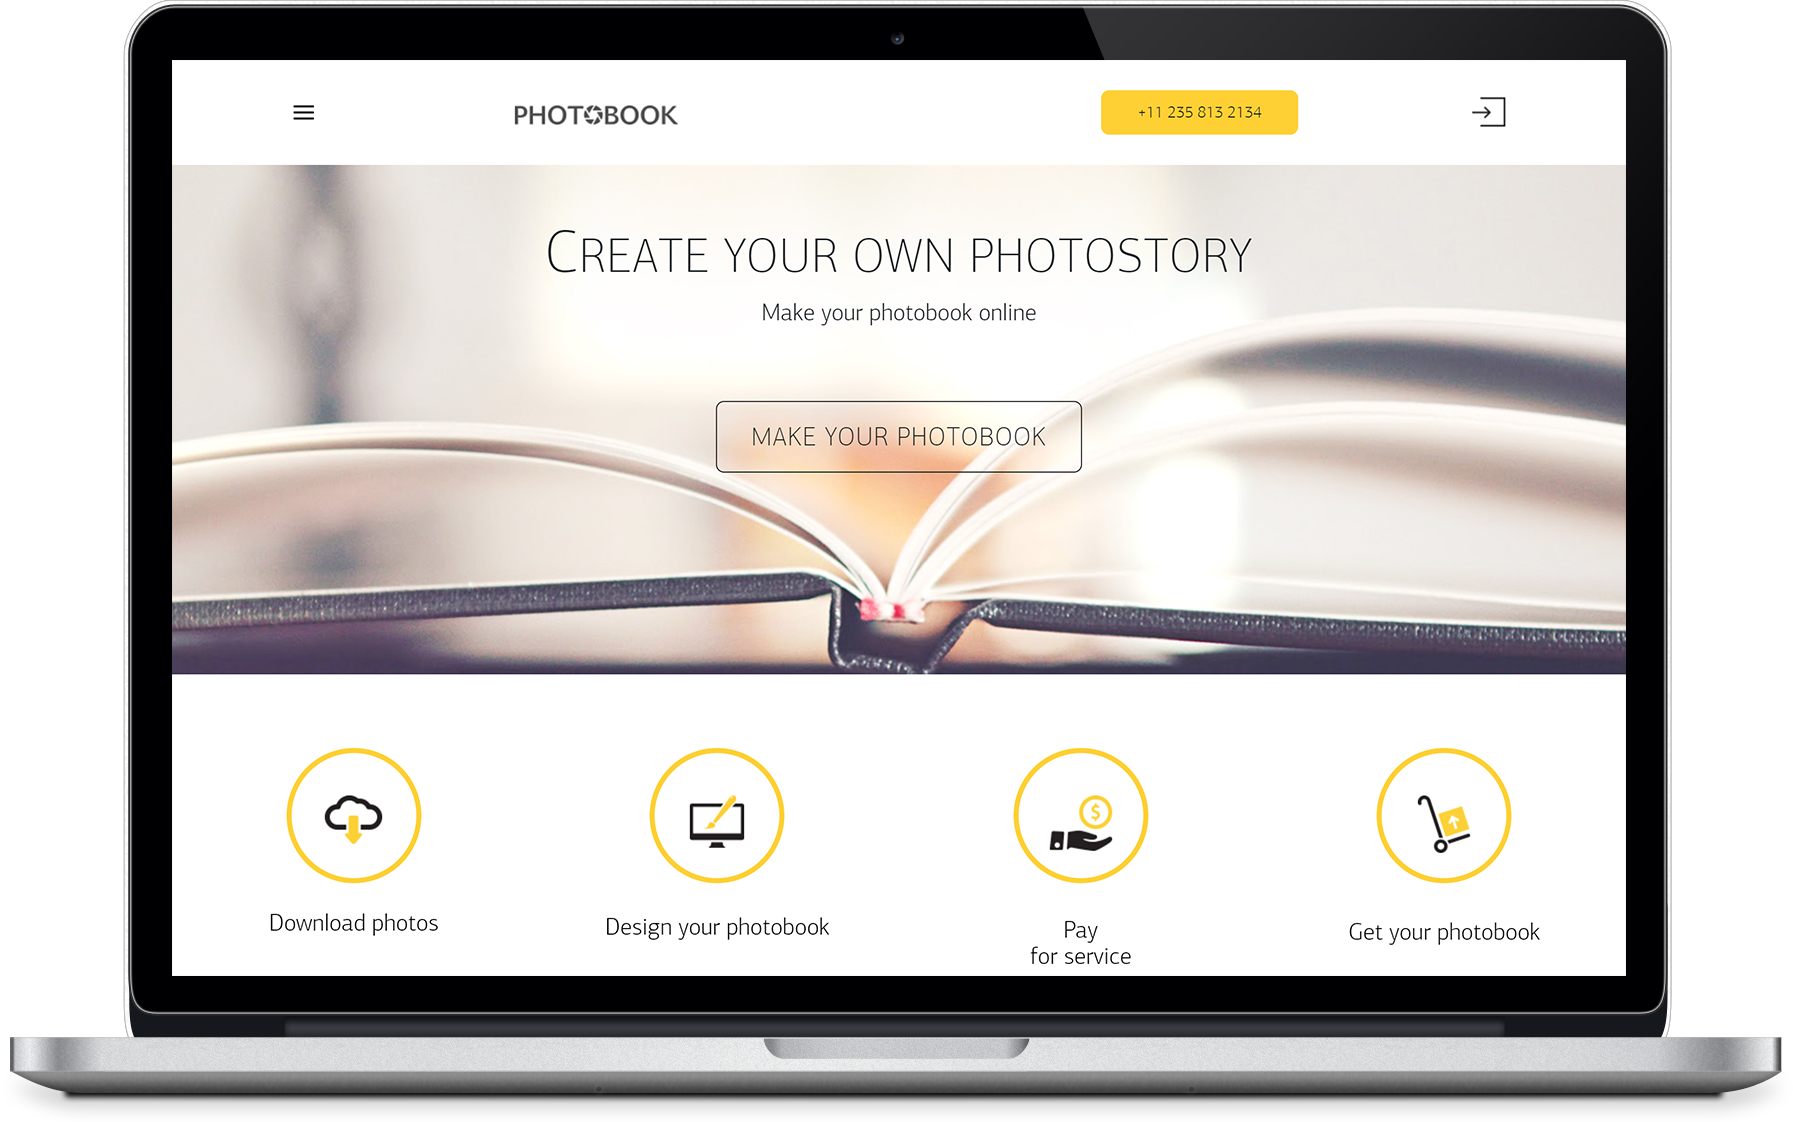 PHOTOBOOK
+11 235 813 2134
Create your own photostory
Make your photobook online
MAKE YOUR PHOTOBOOK
$
Download photos
Design your photobook
Pay
for service
Get your photobook